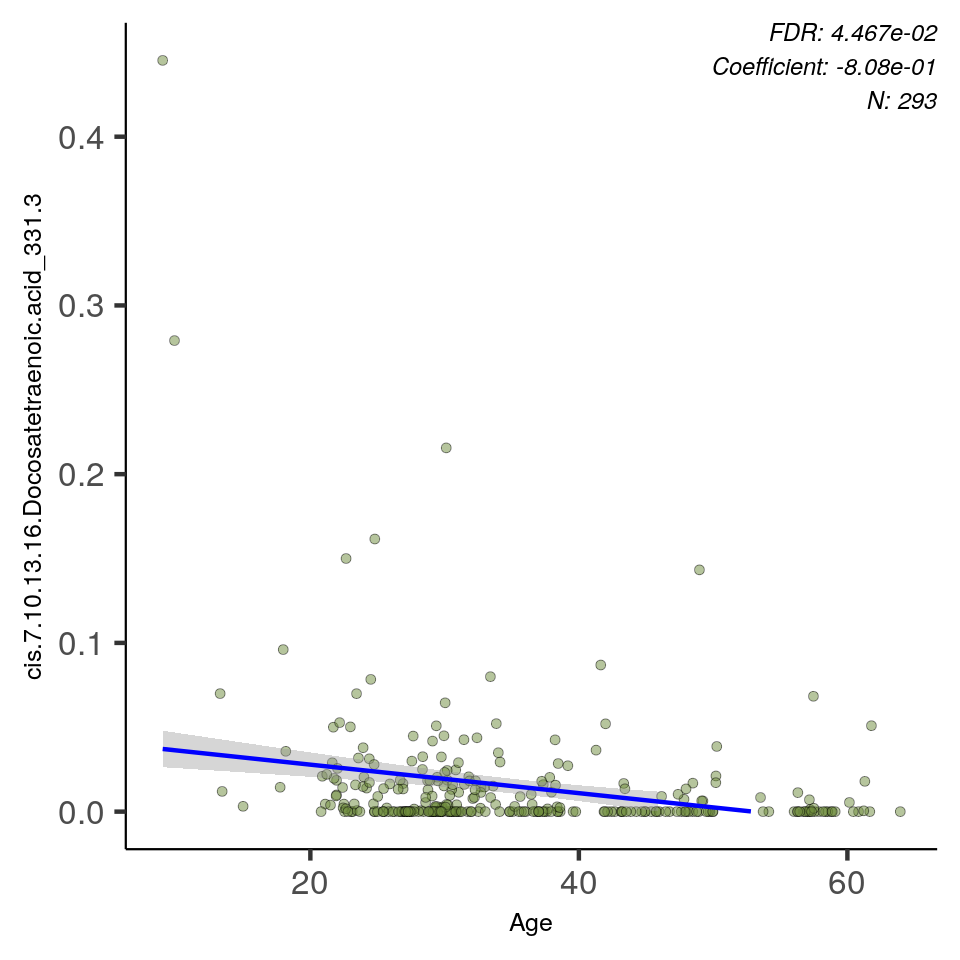 FDR: 4.467e-02
Coefficient: -8.08e-01
N: 293
cis.7.10.13.16.Docosatetraenoic.acid_331.3
0.4
0.3
0.2
0.1
0.0
20 40 60
Age